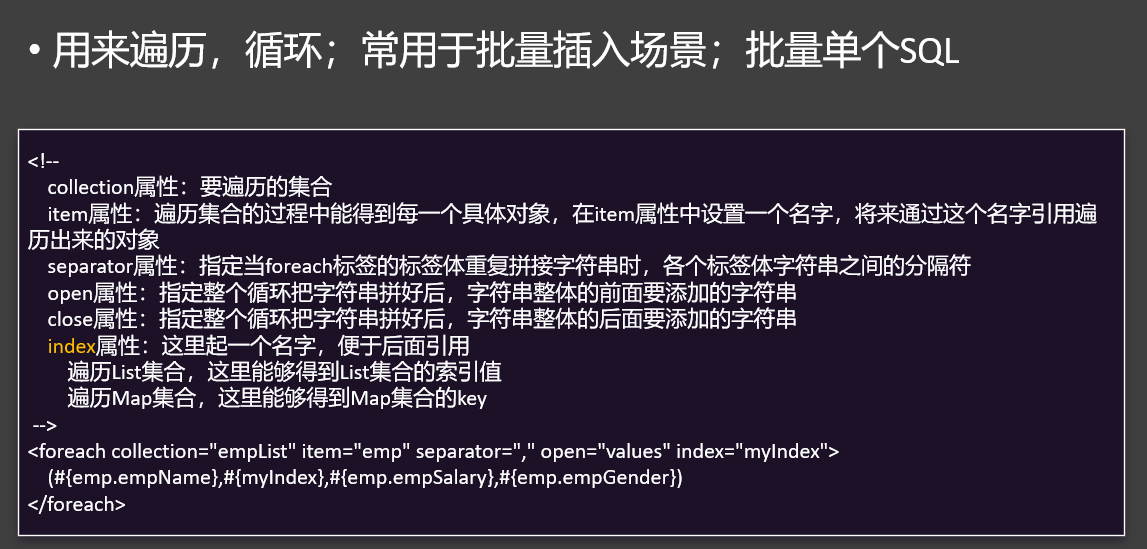 • 用来遍历，循环；常用于批量插入场景；批量单个SQL
<!--
collection属性：要遍历的集合
item属性：遍历集合的过程中能得到每一个具体对象，在item属性中设置一个名字，将来通过这个名字引用遍
历出来的对象
separator属性：指定当foreach标签的标签体重复拼接字符串时，各个标签体字符串之间的分隔符
open属性：指定整个循环把字符串拼好后，字符串整体的前面要添加的字符串
close属性：指定整个循环把字符串拼好后，字符串整体的后面要添加的字符串
index属性：这里起一个名字，便于后面引用
遍历List集合，这里能够得到List集合的索引值
遍历Map集合，这里能够得到Map集合的key
-->
<foreach collection="empList" item="emp" separator="," open="values" index="myIndex">
(#{emp.empName},#{myIndex},#{emp.empSalary},#{emp.empGender})
</foreach>